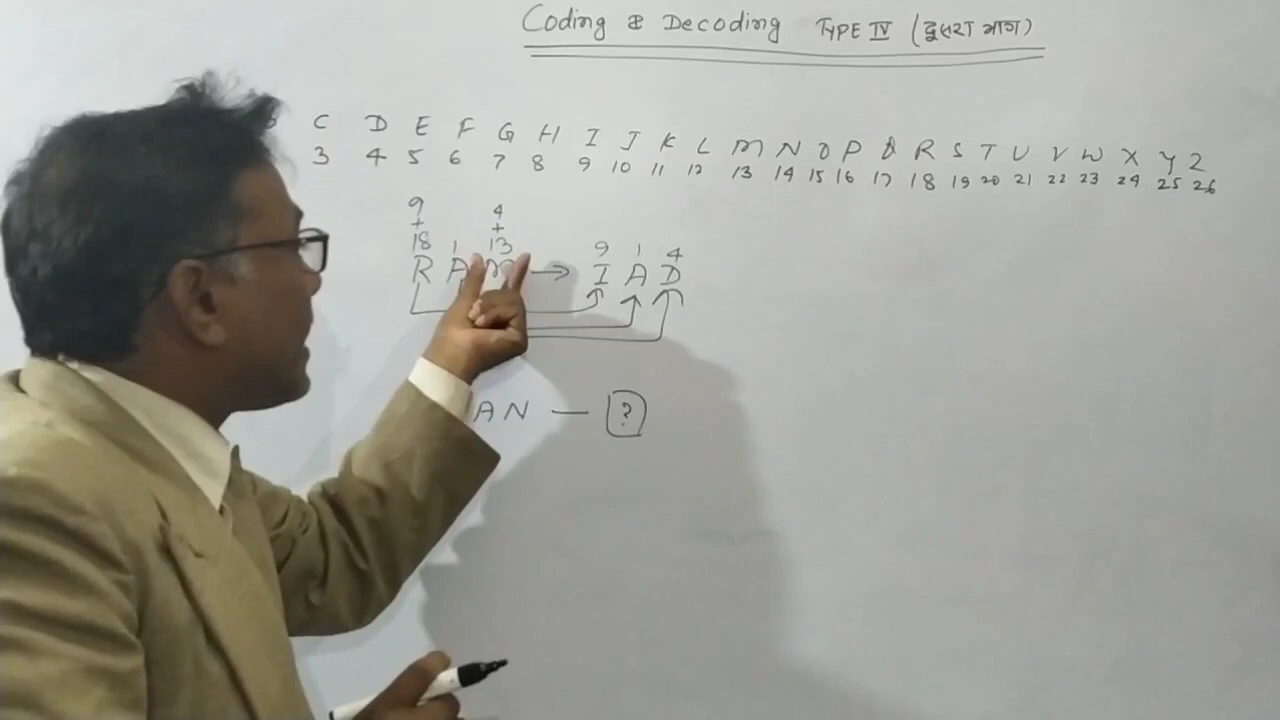 Coding & Decoding TYPE IV (दुसरा भाग)
C D E F G H I J K L M N O P Q R S T U V W X Y Z
3 4 5 6 7 8 9 10 11 12 13 14 15 16 17 18 19 20 21 22 23 24 25 26
9 4
+ +
18 1 13 9 1 4
R A M → I A D
AN — ?